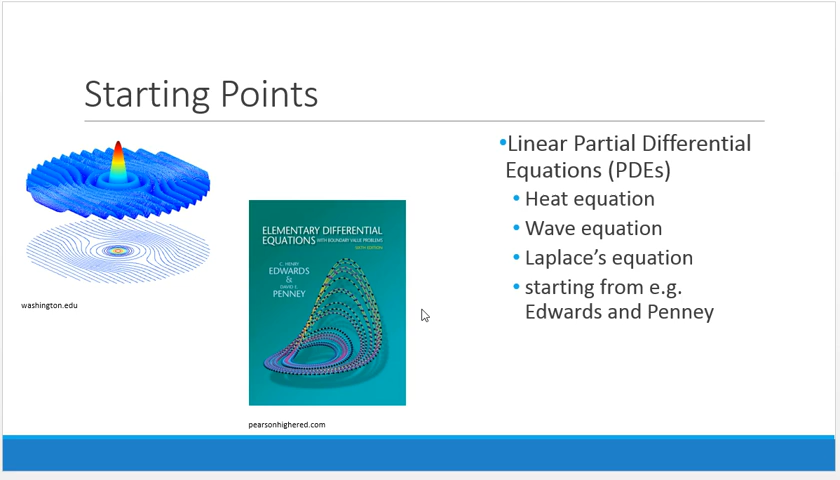 Starting Points
washington.edu
ELEMENTARY DIFFERENTIAL
EQUATIONS WITH BOUNDARY VALUE PROBLEMS
SIXTH EDITION
C. HENRY
EDWARDS
&
DAVID E.
PENNEY
pearsonhighered.com
•Linear Partial Differential
Equations (PDEs)
• Heat equation
• Wave equation
• Laplace’s equation
• starting from e.g.
Edwards and Penney